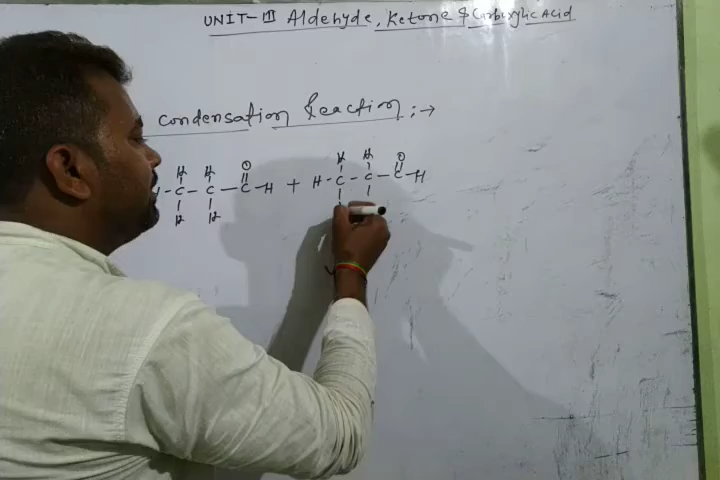 UNIT-III Aldehyde, Ketone & Carboxylic Acid
condensation Reaction :→
H H O H H O
- C - C - C - H + H - C - C - C - H
H H